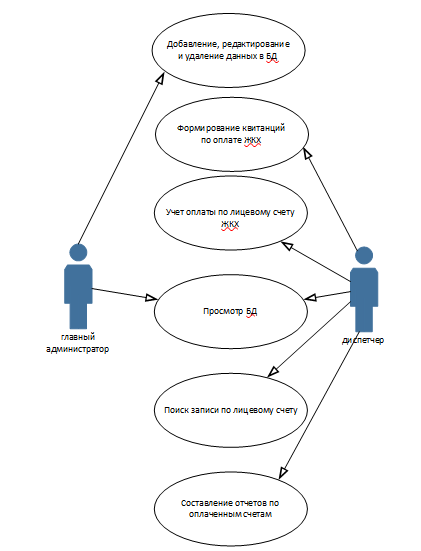 Добавление, редактирование
и удаление данных в БД
Формирование квитанций
по оплате ЖКХ
Учет оплаты по лицевому счету
ЖКХ
Просмотр БД
главный
администратор
диспетчер
Поиск записи по лицевому счету
Составление отчетов по
оплаченным счетам